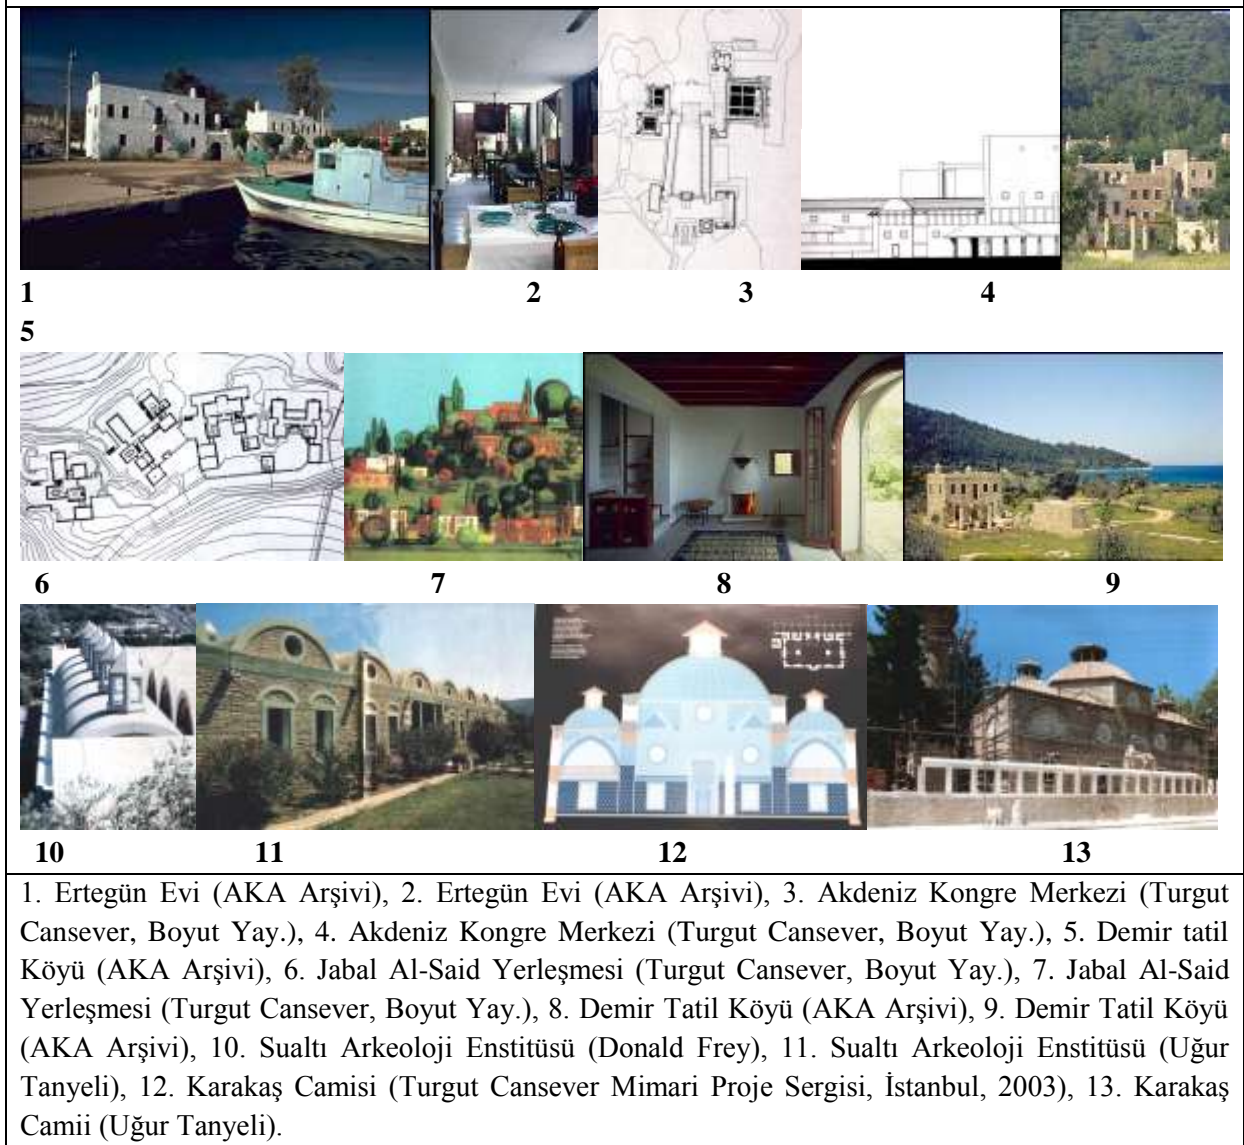 1 2 3 4
5
6 7 8 9
10 11 12 13
1. Ertegün Evi (AKA Arşivi), 2. Ertegün Evi (AKA Arşivi), 3. Akdeniz Kongre Merkezi (Turgut
Cansever, Boyut Yay.), 4. Akdeniz Kongre Merkezi (Turgut Cansever, Boyut Yay.), 5. Demir tatil
Köyü (AKA Arşivi), 6. Jabal Al-Said Yerleşmesi (Turgut Cansever, Boyut Yay.), 7. Jabal Al-Said
Yerleşmesi (Turgut Cansever, Boyut Yay.), 8. Demir Tatil Köyü (AKA Arşivi), 9. Demir Tatil Köyü
(AKA Arşivi), 10. Sualtı Arkeoloji Enstitüsü (Donald Frey), 11. Sualtı Arkeoloji Enstitüsü (Uğur
Tanyeli), 12. Karakaş Camisi (Turgut Cansever Mimari Proje Sergisi, İstanbul, 2003), 13. Karakaş
Camii (Uğur Tanyeli).